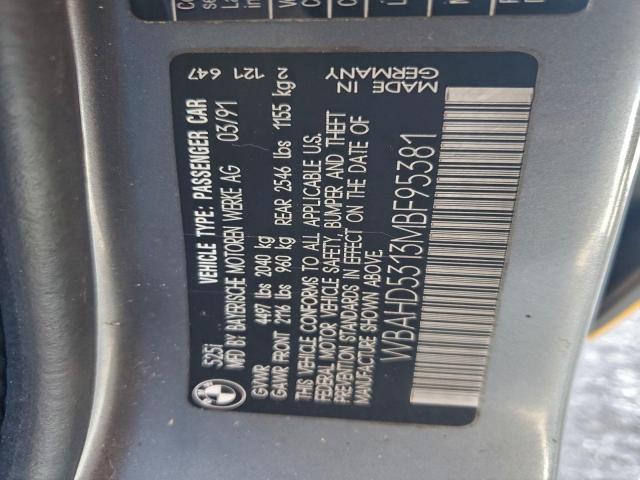 525i VEHICLE TYPE: PASSENGER CAR 121 647
MFD BY BAYERISCHE MOTOREN WERKE AG 03/91
GVWR 4497 lbs 2040 kg
GAWR FRONT 2116 lbs 960 kg REAR 2546 lbs 1155 kg
THIS VEHICLE CONFORMS TO ALL APPLICABLE U.S.
FEDERAL MOTOR VEHICLE SAFETY, BUMPER AND THEFT
PREVENTION STANDARDS IN EFFECT ON THE DATE OF
MANUFACTURE SHOWN ABOVE.
MADE IN
GERMANY
WBAHD5313MBF95381